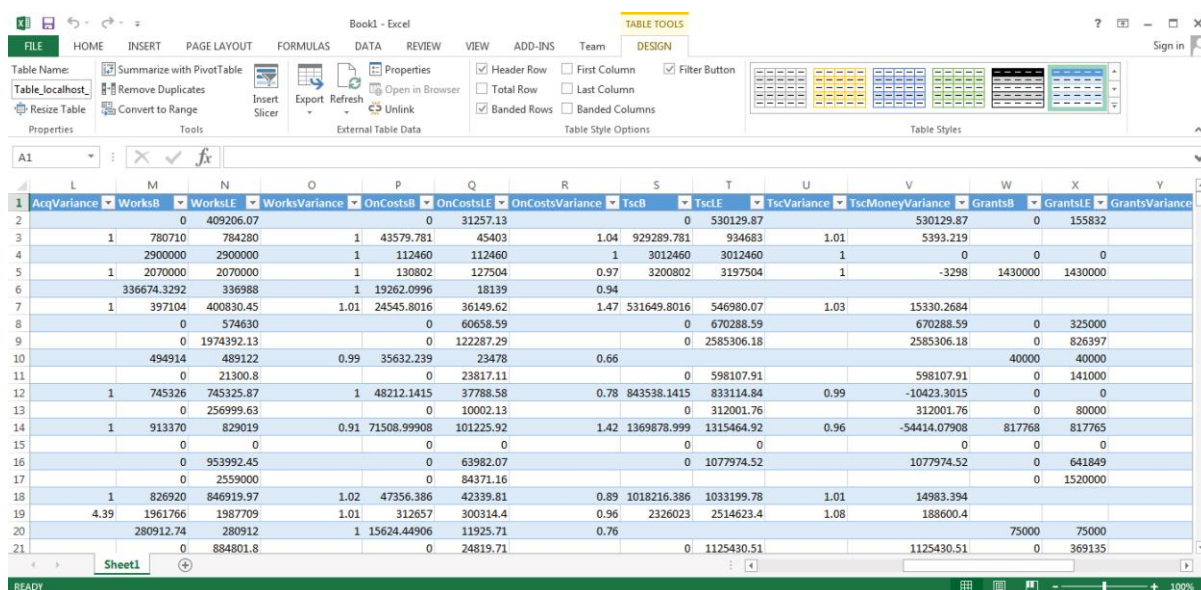 Book1 - Excel
TABLE TOOLS
Sign in
FILE HOME INSERT PAGE LAYOUT FORMULAS DATA REVIEW VIEW ADD-INS Team DESIGN
Table Name: Summarize with PivotTable Properties Header Row First Column Filter Button
Table_localhost_ Remove Duplicates Insert Slicer Export Refresh Open in Browser Total Row Last Column
Resize Table Convert to Range Unlink Banded Rows Banded Columns
Properties Tools External Table Data Table Style Options Table Styles
A1 fx
L M N O P Q R S T U V W X Y
1 AcqVariance WorksB WorksLE WorksVariance OnCostsB OnCostsLE OnCostsVariance TscB TscLE TscVariance TscMoneyVariance GrantsB GrantsLE GrantsVariance
2 0 409206.07 0 31257.13 0 530129.87 530129.87 0 155832
3 1 780710 784280 1 43579.781 45403 1.04 929289.781 934683 1.01 5393.219
4 2900000 2900000 1 112460 112460 1 3012460 3012460 1 0 0 0
5 1 2070000 2070000 1 130802 127504 0.97 3200802 3197504 1 -3298 1430000 1430000
6 336674.3292 336988 1 19262.0996 18139 0.94
7 1 397104 400830.45 1.01 24545.8016 36149.62 1.47 531649.8016 546980.07 1.03 15330.2684
8 0 574630 0 60658.59 0 670288.59 670288.59 0 325000
9 0 1974392.13 0 122287.29 0 2585306.18 2585306.18 0 826397
10 494914 489122 0.99 35632.239 23478 0.66 40000 40000
11 0 21300.8 0 23817.11 0 598107.91 598107.91 0 141000
12 1 745326 745325.87 1 48212.1415 37788.58 0.78 843538.1415 833114.84 0.99 -10423.3015 0 0
13 0 256999.63 0 10002.13 0 312001.76 312001.76 0 80000
14 1 913370 829019 0.91 71508.99908 101225.92 1.42 1369878.999 1315464.92 0.96 -54414.07908 817768 817765
15 0 0 0 0 0 0 0 0 0
16 0 953992.45 0 63982.07 0 1077974.52 1077974.52 0 641849
17 0 2559000 0 84371.16 0 1520000
18 1 826920 846919.97 1.02 47356.386 42339.81 0.89 1018216.386 1033199.78 1.01 14983.394
19 4.39 1961766 1987709 1.01 312657 300314.4 0.96 2326023 2514623.4 1.08 188600.4
20 280912.74 280912 1 15624.44906 11925.71 0.76 75000 75000
21 0 884801.8 0 24819.71 0 1125430.51 1125430.51 0 369135
Sheet1
READY 100%